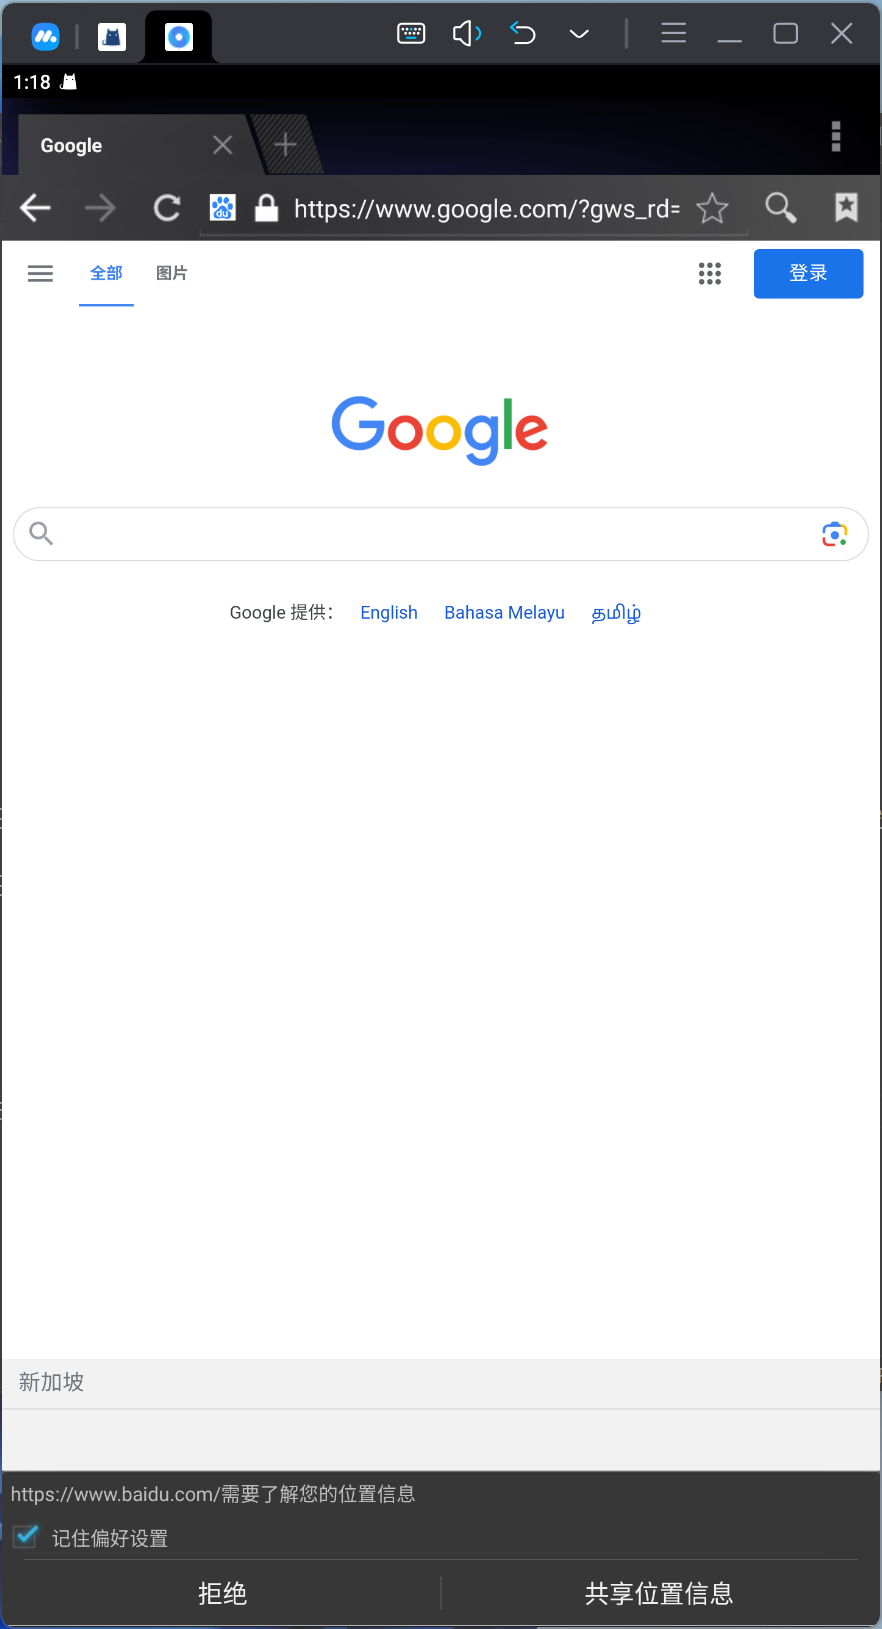 1:18
Google
https://www.google.com/?gws_rd=
全部 图片 登录
Google
Google 提供： English Bahasa Melayu தமிழ்
新加坡
https://www.baidu.com/需要了解您的位置信息
记住偏好设置
拒绝 共享位置信息